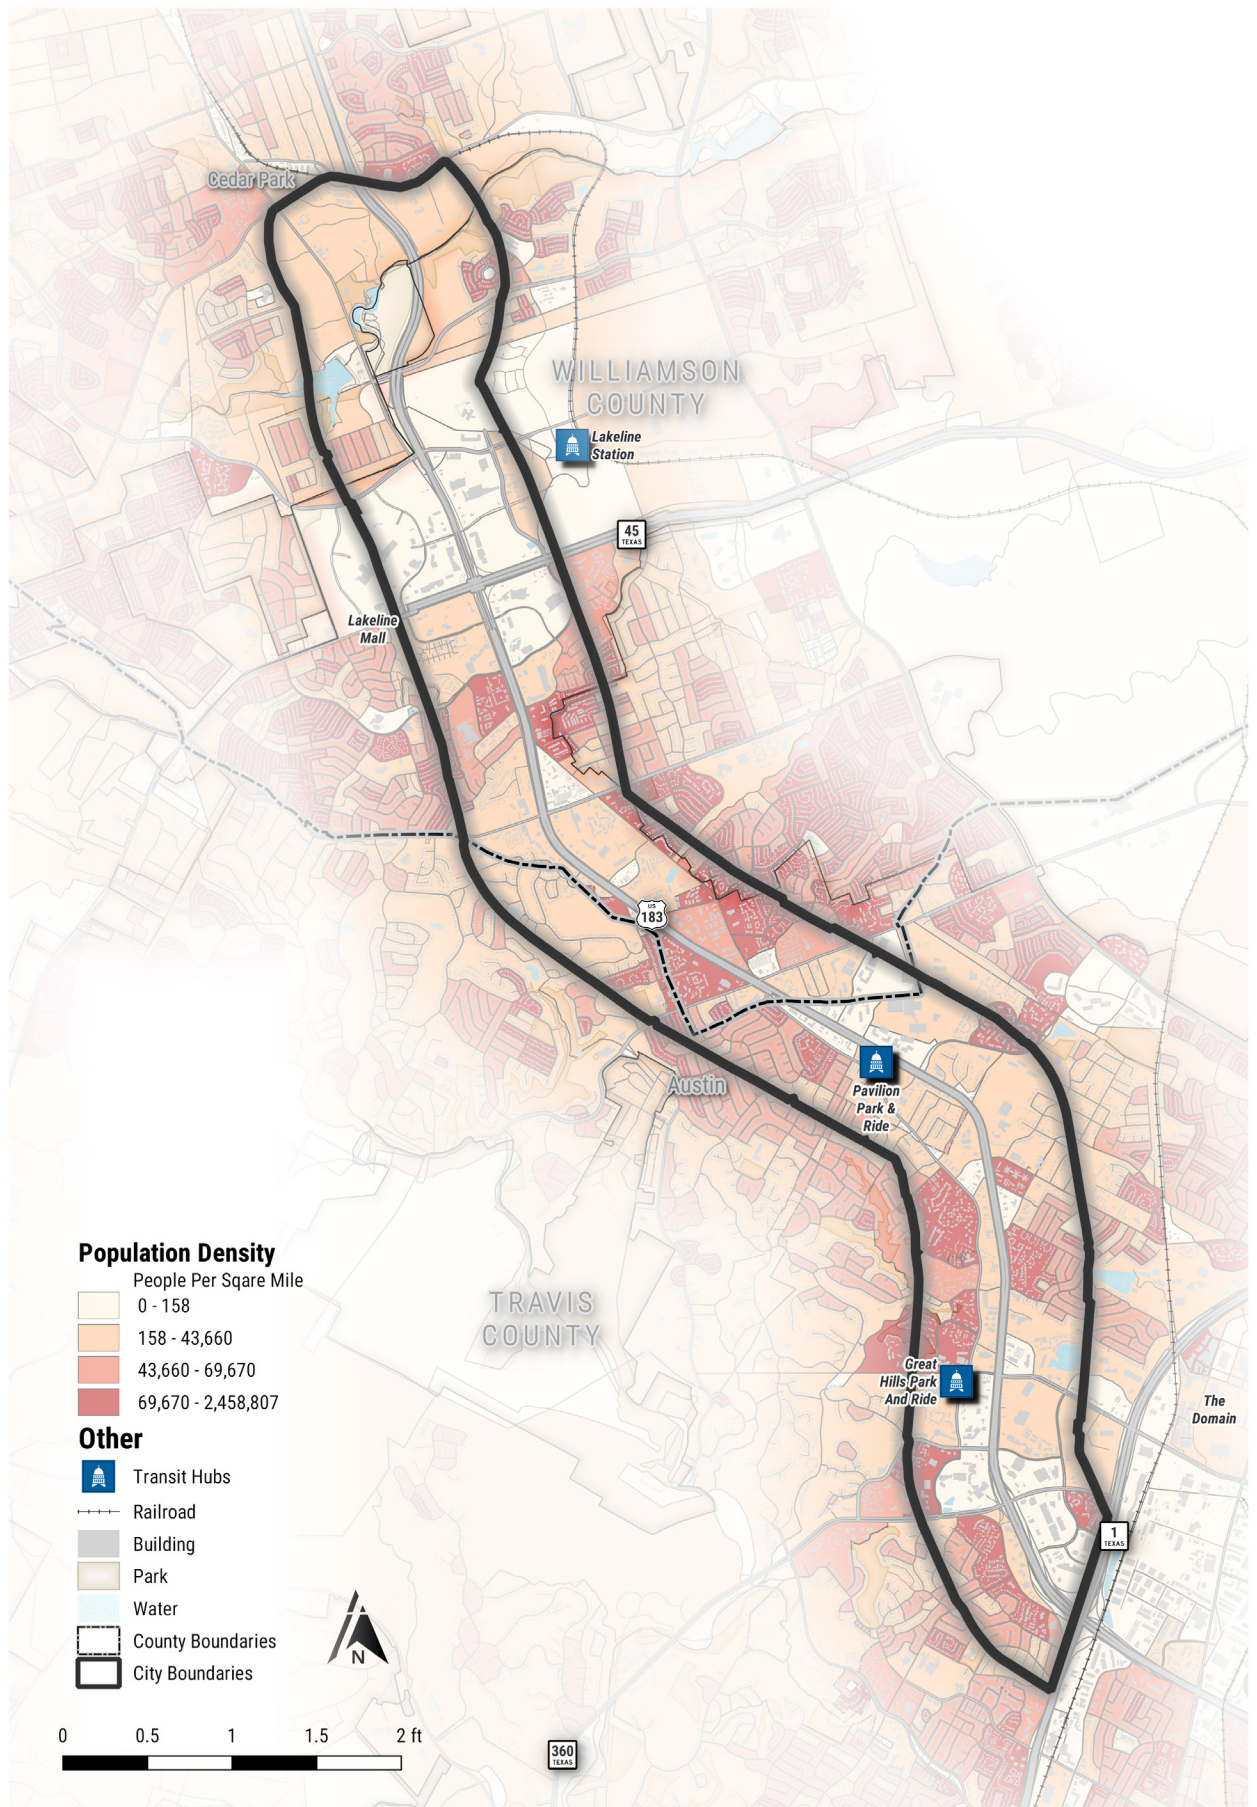 Cedar Park
WILLIAMSON
COUNTY
Lakeline
Station
45
TEXAS
Lakeline
Mall
US
183
Pavilion
Park &
Ride
Austin
TRAVIS
COUNTY
Great
Hills Park
And Ride
The
Domain
1
TEXAS
360
TEXAS
Population Density
People Per Sqare Mile
0 - 158
158 - 43,660
43,660 - 69,670
69,670 - 2,458,807
Other
Transit Hubs
Railroad
Building
Park
Water
County Boundaries
City Boundaries
N
0 0.5 1 1.5 2 ft